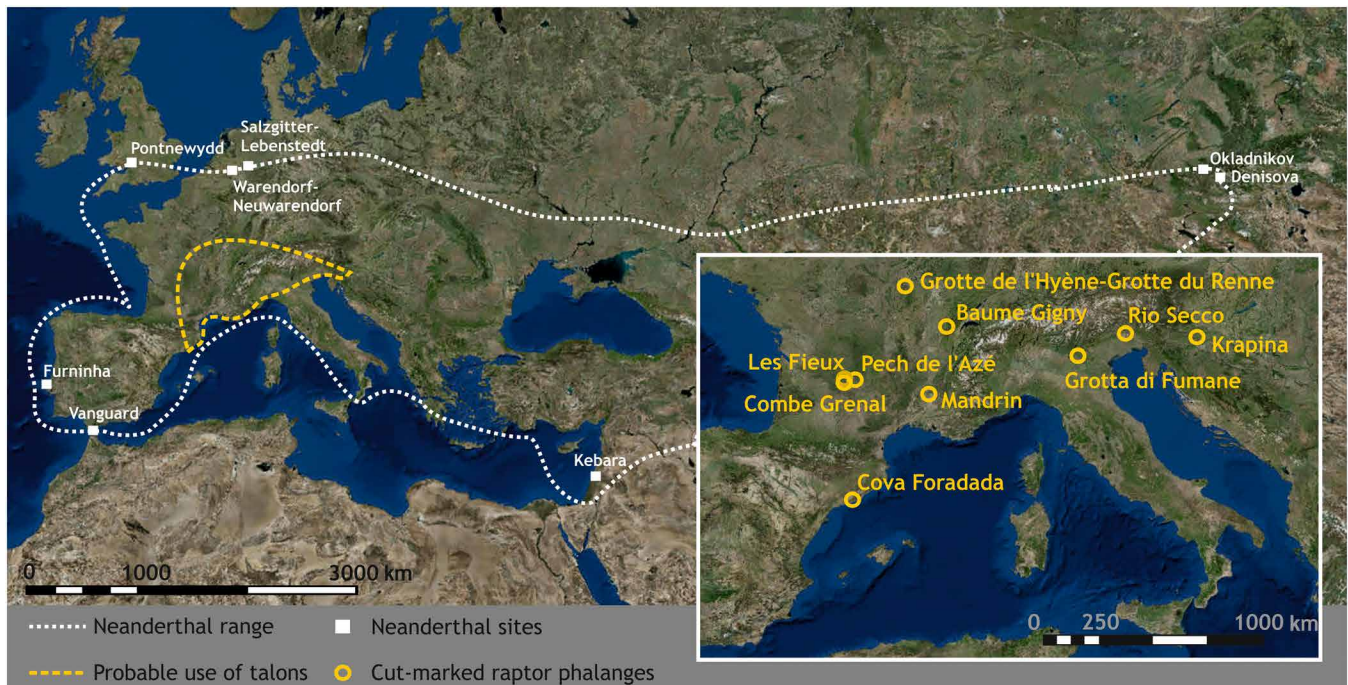 Salzgitter-
Lebenstedt
Pontnewydd
Warendorf-
Neuwarendorf
Okladnikov
Denisova
Furninha
Vanguard
Kebara
Grotte de l'Hyène-Grotte du Renne
Baume Gigny
Rio Secco
Krapina
Les Fieux
Pech de l'Azé
Grotta di Fumane
Combe Grenal
Mandrin
Cova Foradada
0 1000 3000 km
0 250 1000 km
Neanderthal range
Neanderthal sites
Probable use of talons
Cut-marked raptor phalanges